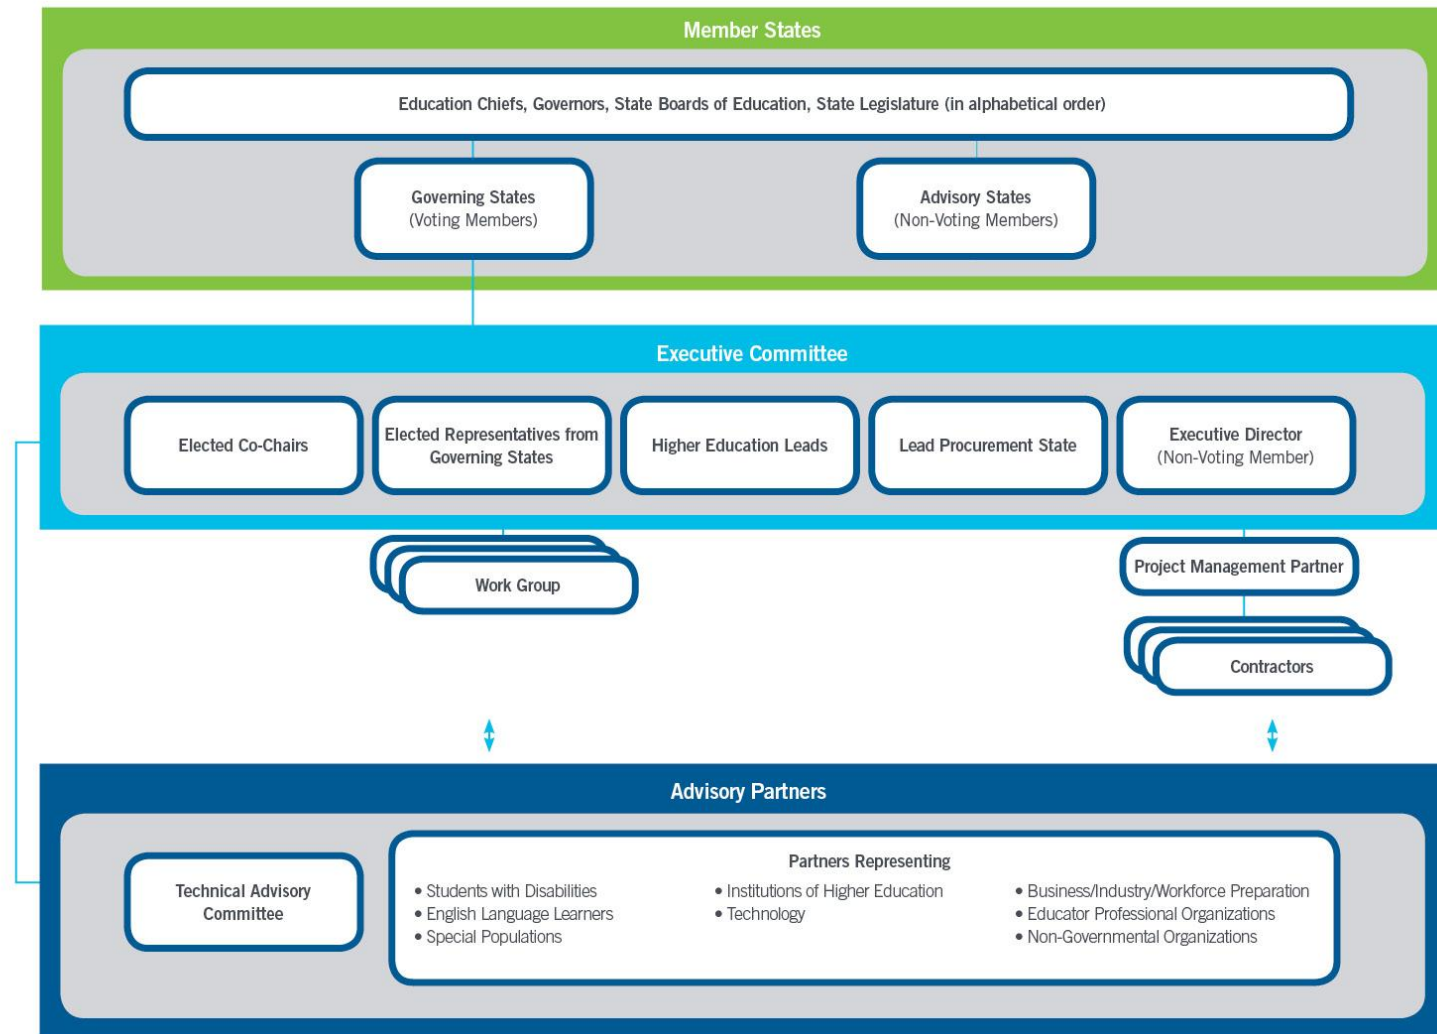 Member States
Education Chiefs, Governors, State Boards of Education, State Legislature (in alphabetical order)
Governing States
(Voting Members)
Advisory States
(Non-Voting Members)
Executive Committee
Elected Co-Chairs
Elected Representatives from
Governing States
Higher Education Leads
Lead Procurement State
Executive Director
(Non-Voting Member)
Work Group
Project Management Partner
Contractors
Advisory Partners
Technical Advisory
Committee
Partners Representing
• Students with Disabilities
• English Language Learners
• Special Populations
• Institutions of Higher Education
• Technology
• Business/Industry/Workforce Preparation
• Educator Professional Organizations
• Non-Governmental Organizations